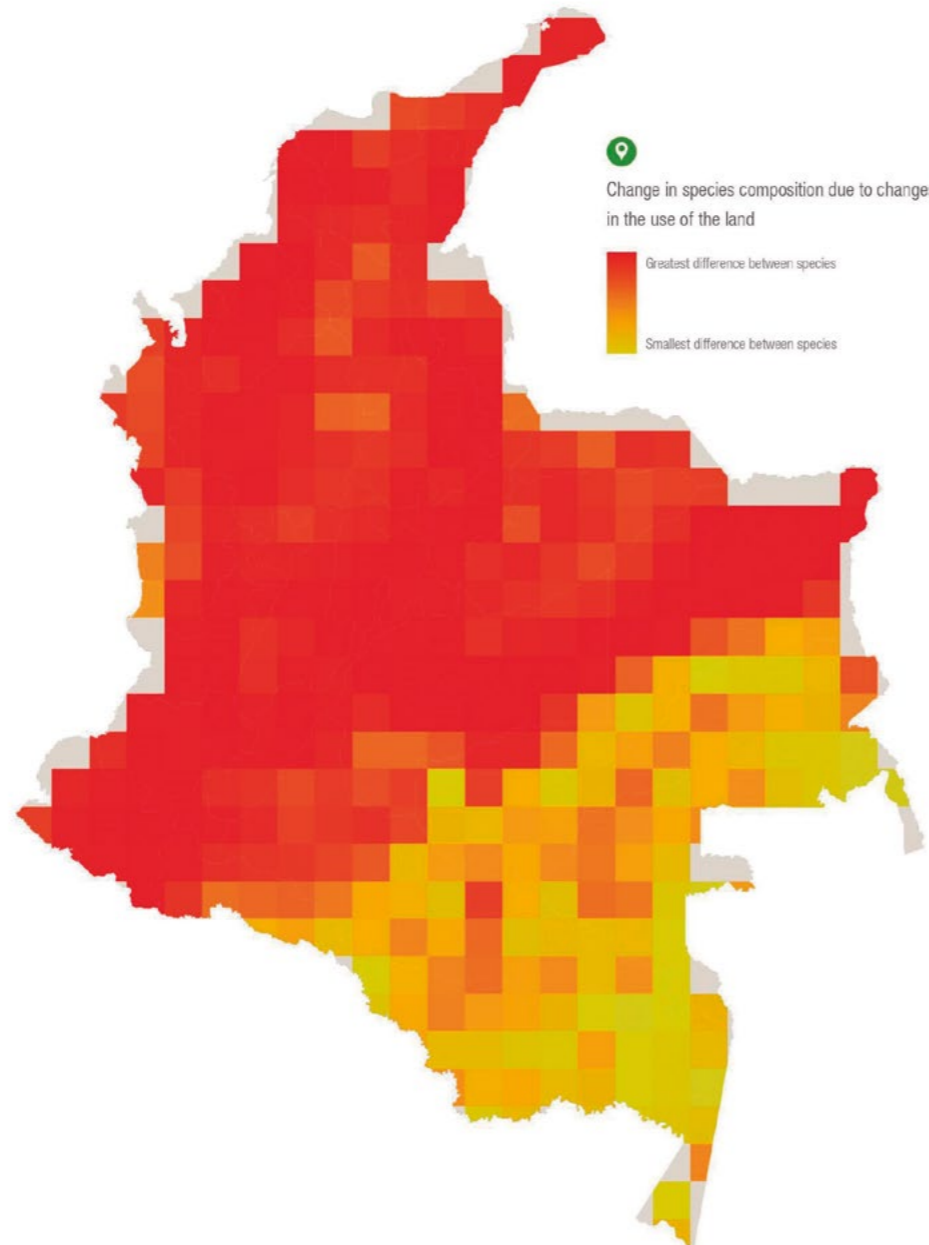 Change in species composition due to change
in the use of the land
Greatest difference between species
Smallest difference between species